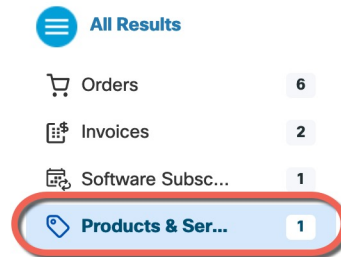 All Results
Orders 6
Invoices 2
Software Subsc... 1
Products & Ser... 1